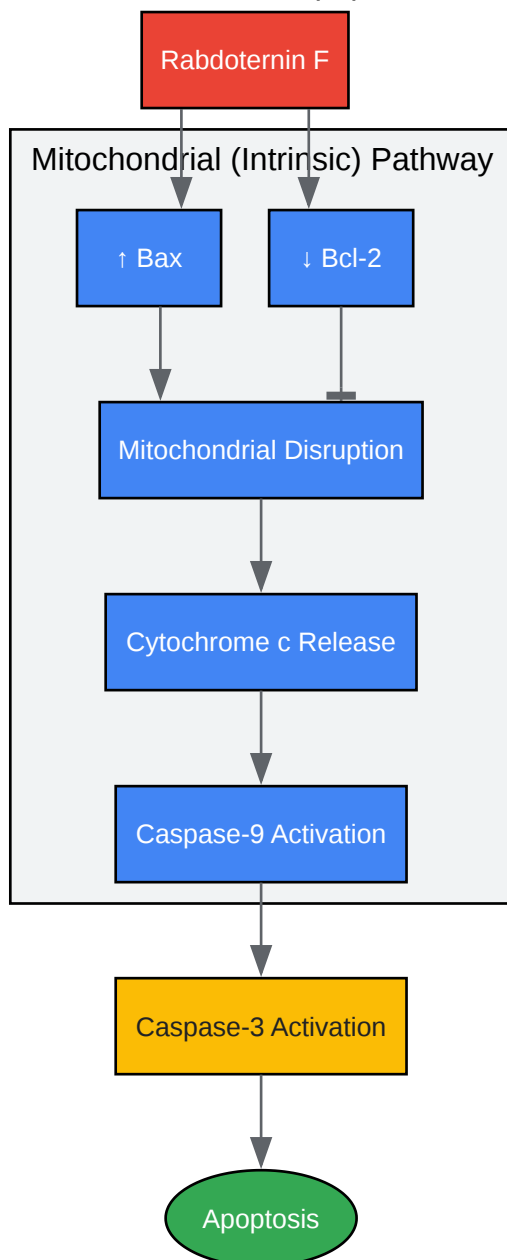 Rabdoternin F
Mitochondrial (Intrinsic) Pathway
↑ Bax
↓ Bcl-2
Mitochondrial Disruption
Cytochrome c Release
Caspase-9 Activation
Caspase-3 Activation
Apoptosis